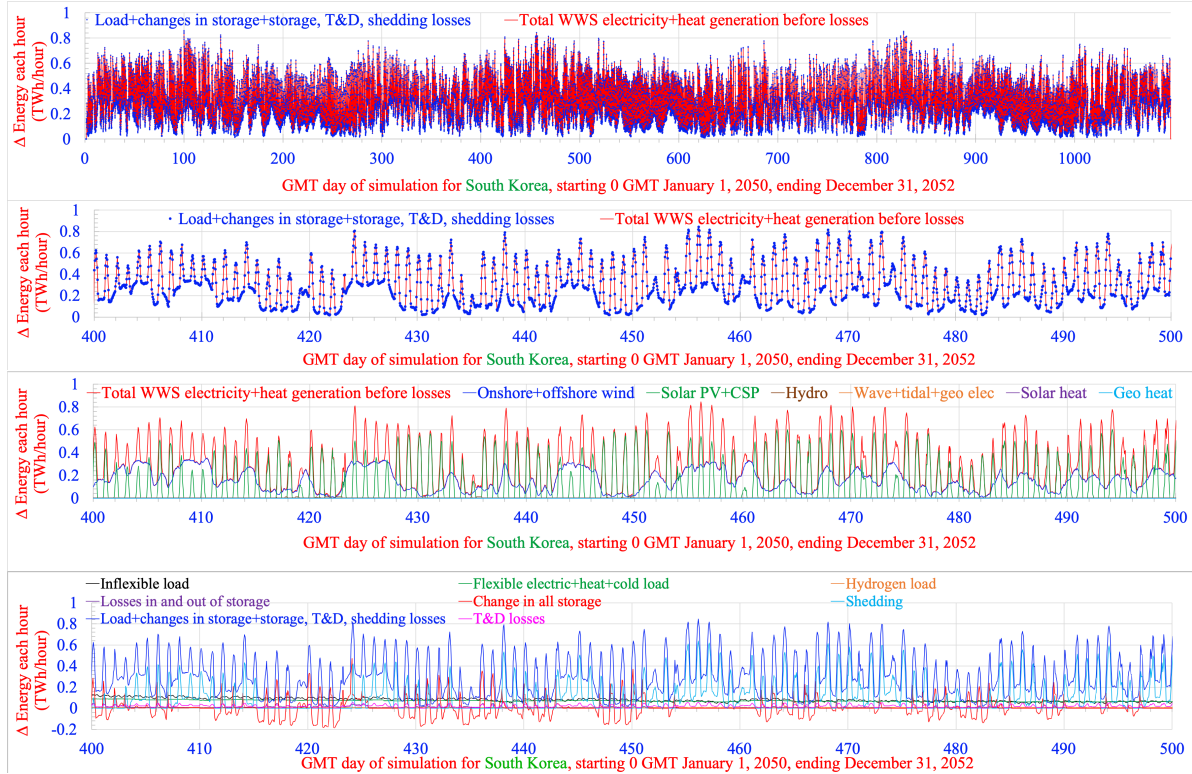 Load+changes in storage+storage, T&D, shedding losses —Total WWS electricity+heat generation before losses
Δ Energy each hour
(TWh/hour)
1
0.8
0.6
0.4
0.2
0
0 100 200 300 400 500 600 700 800 900 1000
GMT day of simulation for South Korea, starting 0 GMT January 1, 2050, ending December 31, 2052
Load+changes in storage+storage, T&D, shedding losses —Total WWS electricity+heat generation before losses
Δ Energy each hour
(TWh/hour)
1
0.8
0.6
0.4
0.2
0
400 410 420 430 440 450 460 470 480 490 500
GMT day of simulation for South Korea, starting 0 GMT January 1, 2050, ending December 31, 2052
—Total WWS electricity+heat generation before losses —Onshore+offshore wind —Solar PV+CSP —Hydro —Wave+tidal+geo elec —Solar heat —Geo heat
Δ Energy each hour
(TWh/hour)
1
0.8
0.6
0.4
0.2
0
400 410 420 430 440 450 460 470 480 490 500
GMT day of simulation for South Korea, starting 0 GMT January 1, 2050, ending December 31, 2052
—Inflexible load —Flexible electric+heat+cold load —Hydrogen load
—Losses in and out of storage —Change in all storage —Shedding
—Load+changes in storage+storage, T&D, shedding losses —T&D losses
Δ Energy each hour
(TWh/hour)
1
0.8
0.6
0.4
0.2
0
-0.2
400 410 420 430 440 450 460 470 480 490 500
GMT day of simulation for South Korea, starting 0 GMT January 1, 2050, ending December 31, 2052